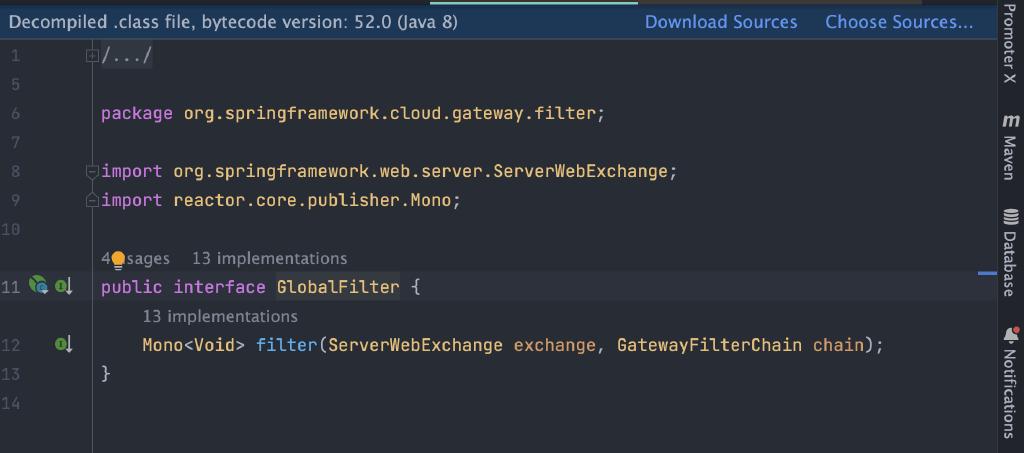 Decompiled .class file, bytecode version: 52.0 (Java 8) Download Sources Choose Sources...
1 /.../
5
6 package org.springframework.cloud.gateway.filter;
7
8 import org.springframework.web.server.ServerWebExchange;
9 import reactor.core.publisher.Mono;
10
4 sages 13 implementations
11 public interface GlobalFilter {
13 implementations
12 Mono<Void> filter(ServerWebExchange exchange, GatewayFilterChain chain);
13 }
14
Promoter X
m Maven
Database
Notifications